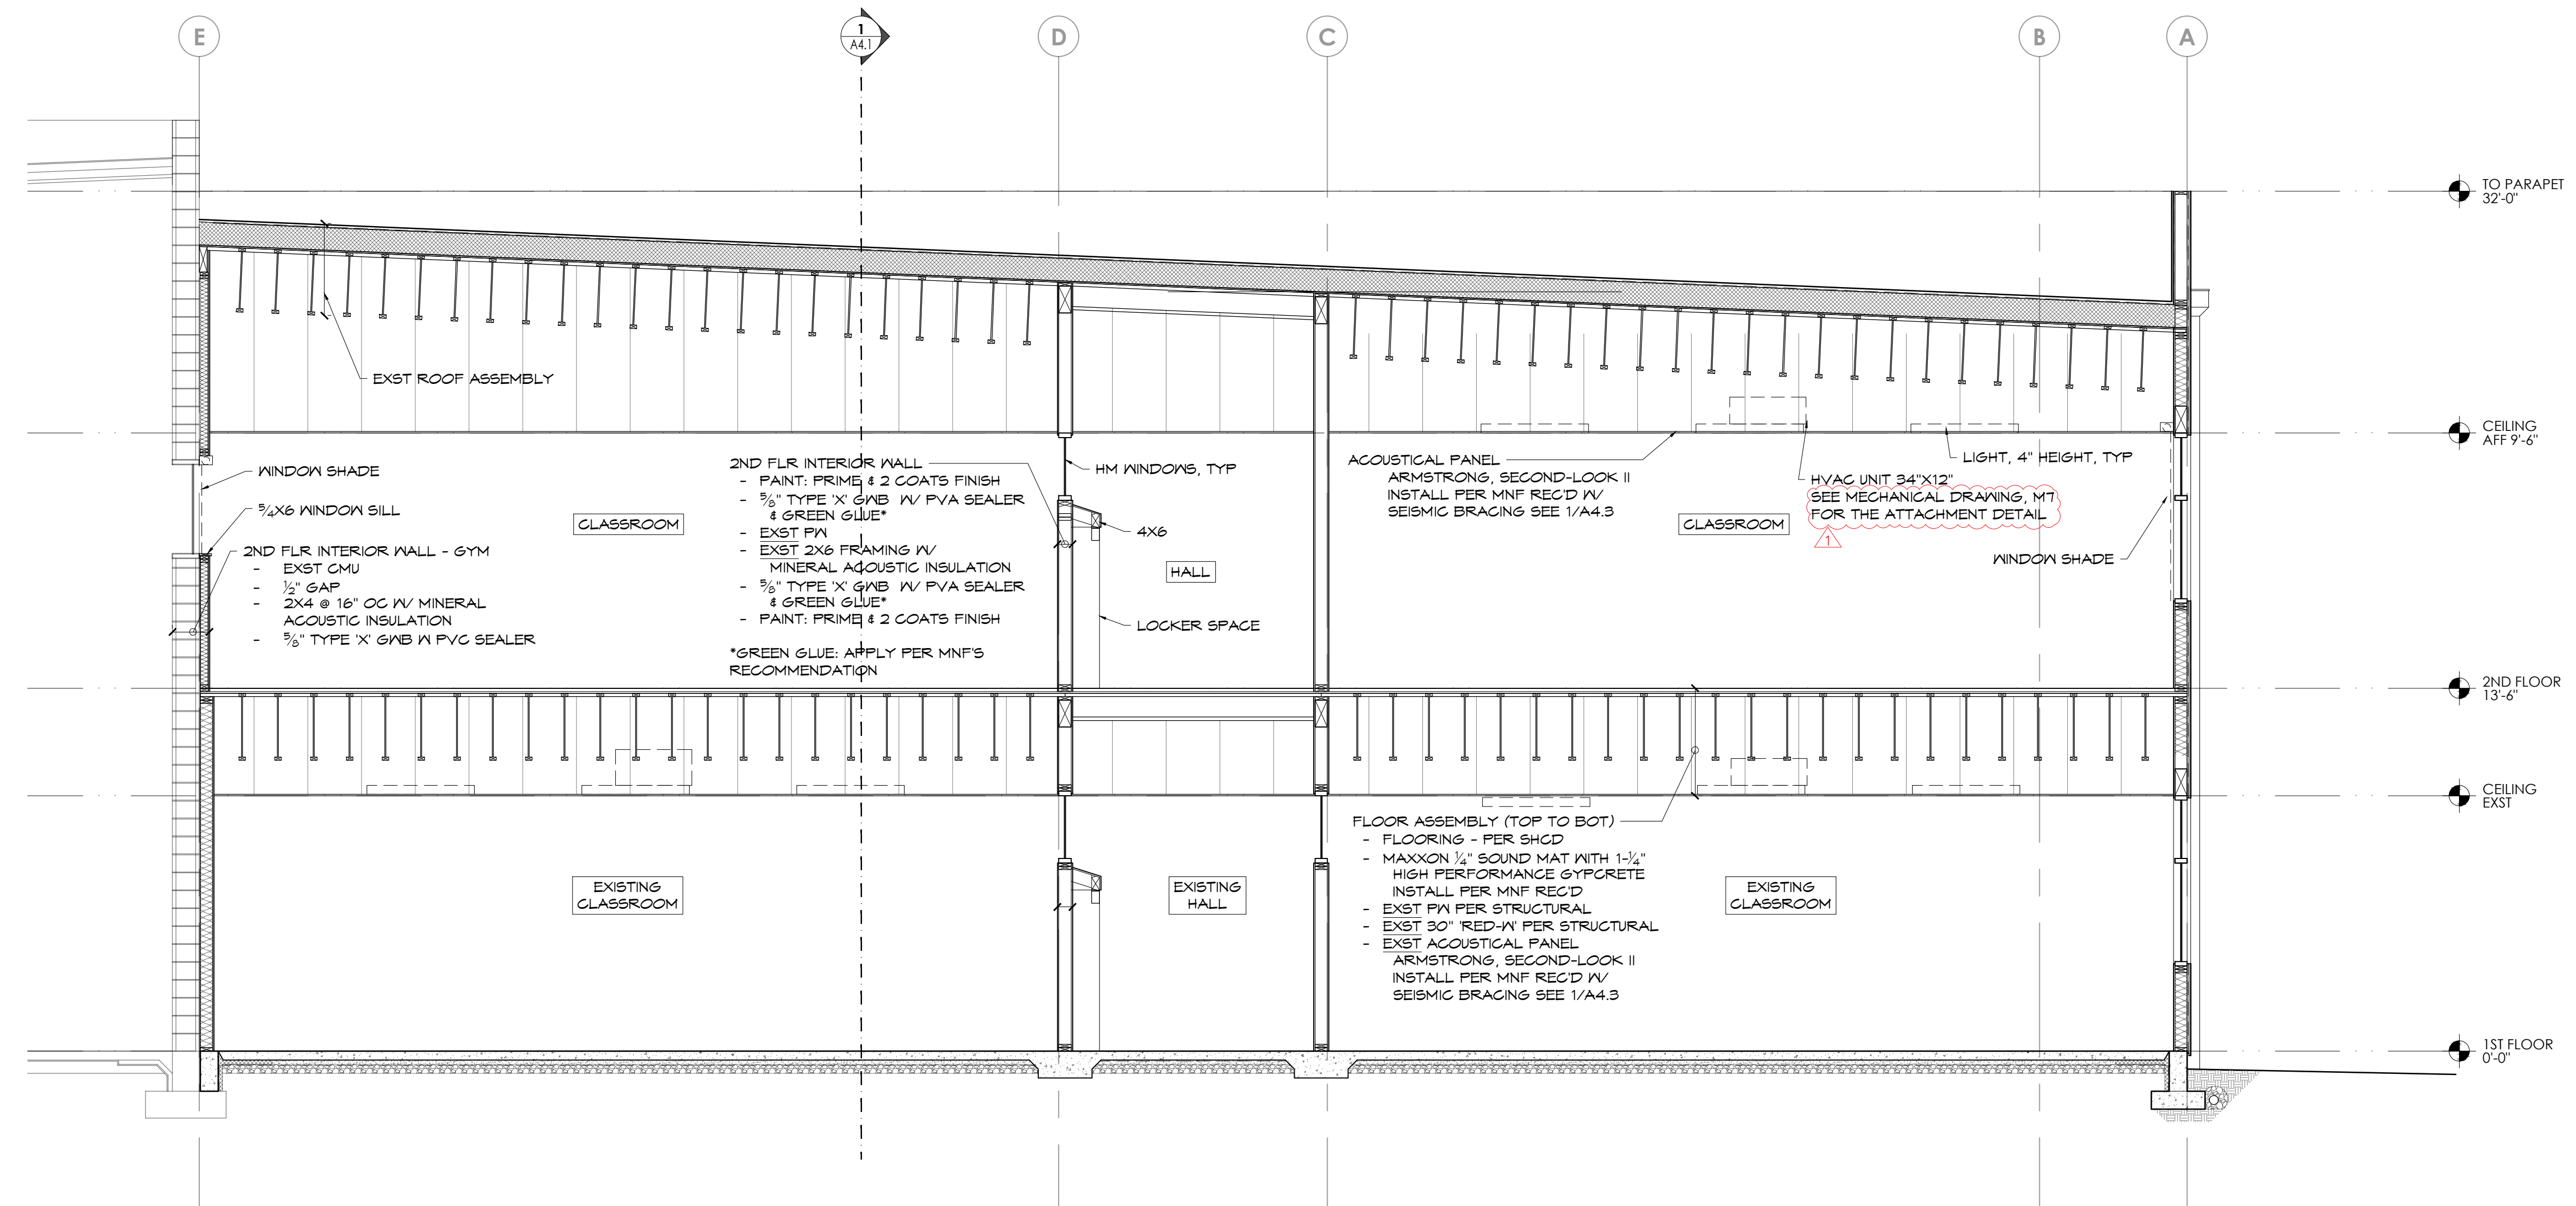 E
1
A4.1
D
C
B
A
TO PARAPET
32'-0"
EXST ROOF ASSEMBLY
CEILING
AFF 9'-6"
WINDOW SHADE
5/4X6 WINDOW SILL
CLASSROOM
2ND FLR INTERIOR WALL - GYM
- EXST CMU
- 1/2" GAP
- 2X4 @ 16" OC W/ MINERAL
ACOUSTIC INSULATION
- 5/8" TYPE 'X' GWB W PVC SEALER
2ND FLR INTERIOR WALL
- PAINT: PRIME & 2 COATS FINISH
- 5/8" TYPE 'X' GWB W/ PVA SEALER
& GREEN GLUE*
- EXST PW
- EXST 2X6 FRAMING W/
MINERAL ACOUSTIC INSULATION
- 5/8" TYPE 'X' GWB W/ PVA SEALER
& GREEN GLUE*
- PAINT: PRIME & 2 COATS FINISH
*GREEN GLUE: APPLY PER MNF'S
RECOMMENDATION
HM WINDOWS, TYP
4X6
HALL
LOCKER SPACE
ACOUSTICAL PANEL
ARMSTRONG, SECOND-LOOK II
INSTALL PER MNF REC'D W/
SEISMIC BRACING SEE 1/A4.3
CLASSROOM
LIGHT, 4" HEIGHT, TYP
HVAC UNIT 34"X12"
SEE MECHANICAL DRAWING, M7
FOR THE ATTACHMENT DETAIL
1
WINDOW SHADE
2ND FLOOR
13'-6"
CEILING
EXST
EXISTING
CLASSROOM
EXISTING
HALL
FLOOR ASSEMBLY (TOP TO BOT)
- FLOORING - PER SHCD
- MAXXON 1/4" SOUND MAT WITH 1-1/4"
HIGH PERFORMANCE GYPCRETE
INSTALL PER MNF REC'D
- EXST PW PER STRUCTURAL
- EXST 30" 'RED-W' PER STRUCTURAL
- EXST ACOUSTICAL PANEL
ARMSTRONG, SECOND-LOOK II
INSTALL PER MNF REC'D W/
SEISMIC BRACING SEE 1/A4.3
EXISTING
CLASSROOM
1ST FLOOR
0'-0"